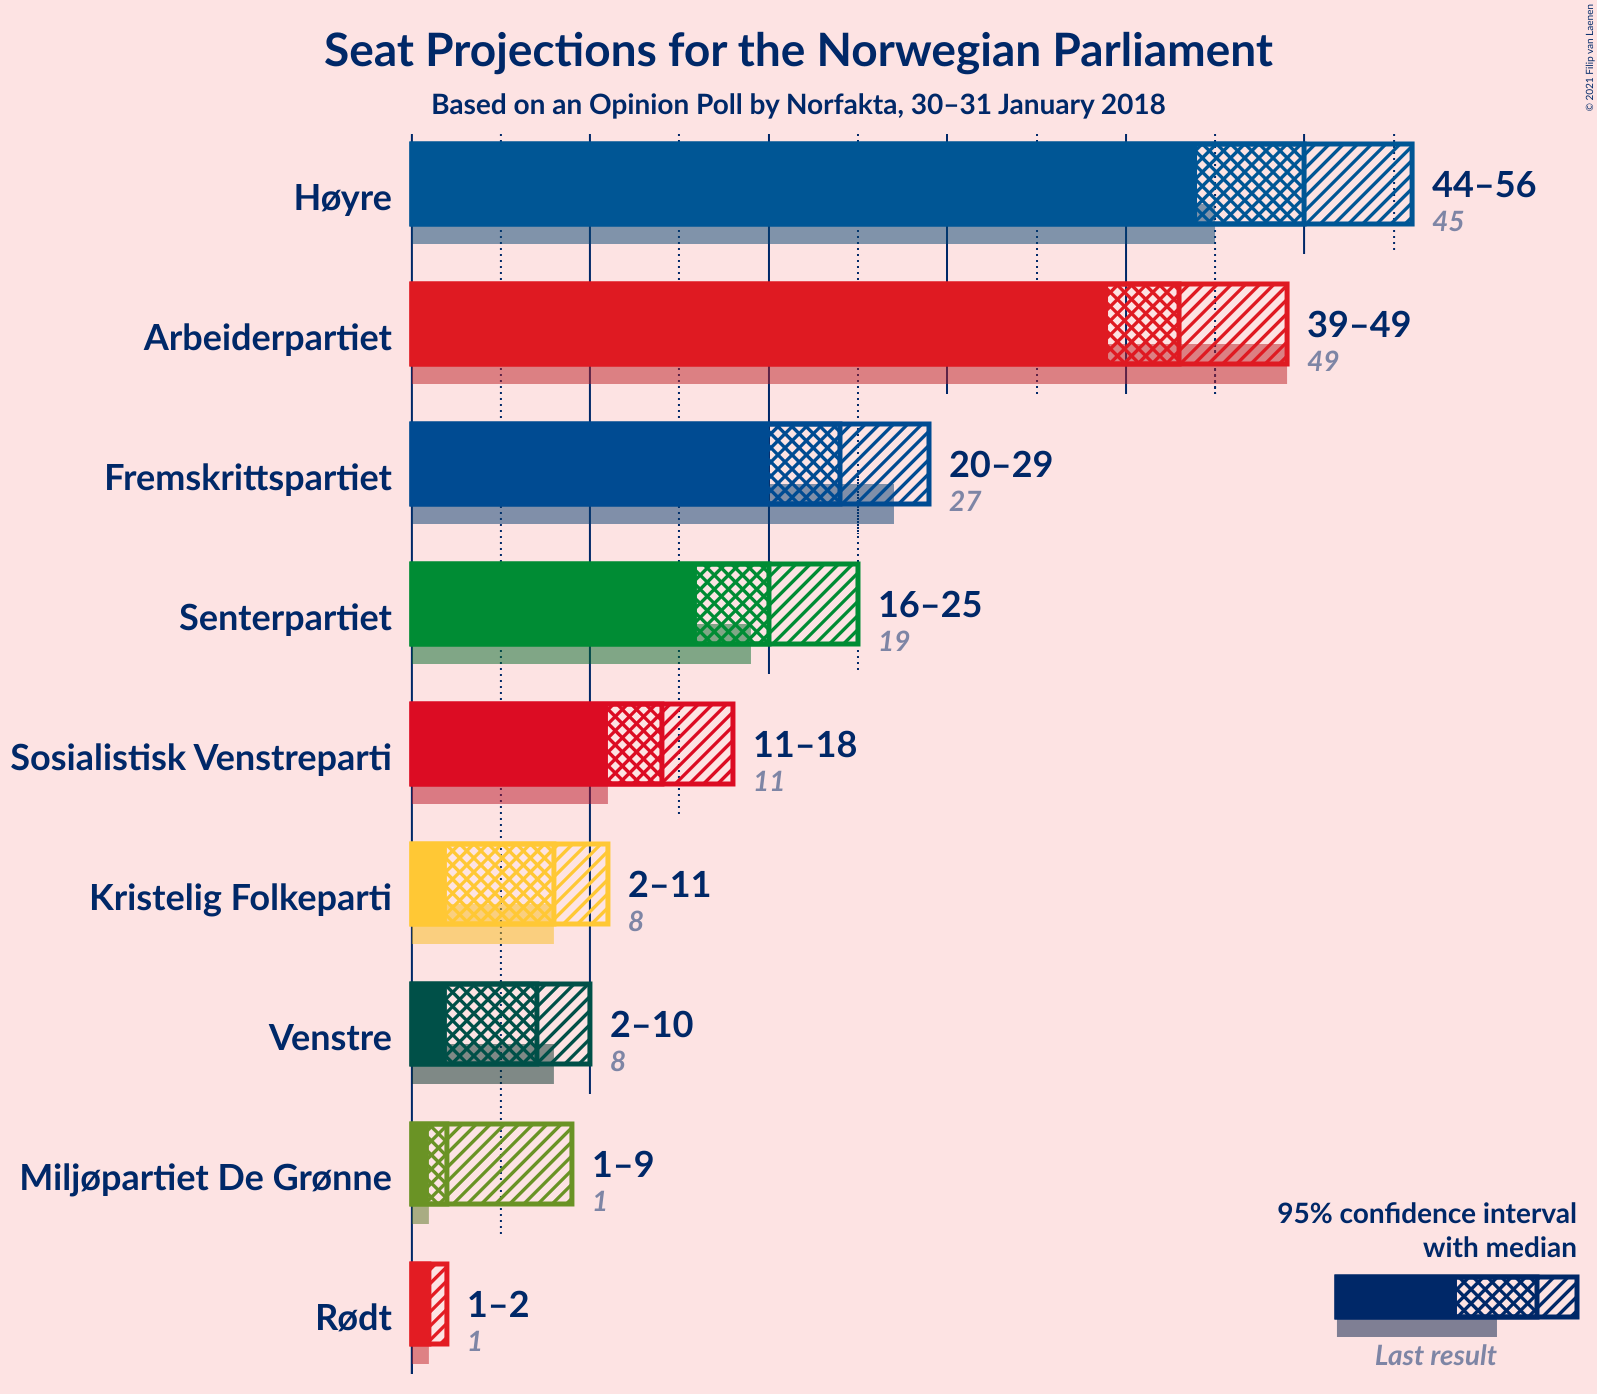 Seat Projections for the Norwegian Parliament
Based on an Opinion Poll by Norfakta, 30–31 January 2018
© 2021 Filip van Laenen
Høyre
44–56
45
Arbeiderpartiet
39–49
49
Fremskrittspartiet
20–29
27
Senterpartiet
16–25
19
Sosialistisk Venstreparti
11–18
11
Kristelig Folkeparti
2–11
8
Venstre
2–10
8
Miljøpartiet De Grønne
1–9
1
Rødt
1–2
1
95% confidence interval
with median
Last result